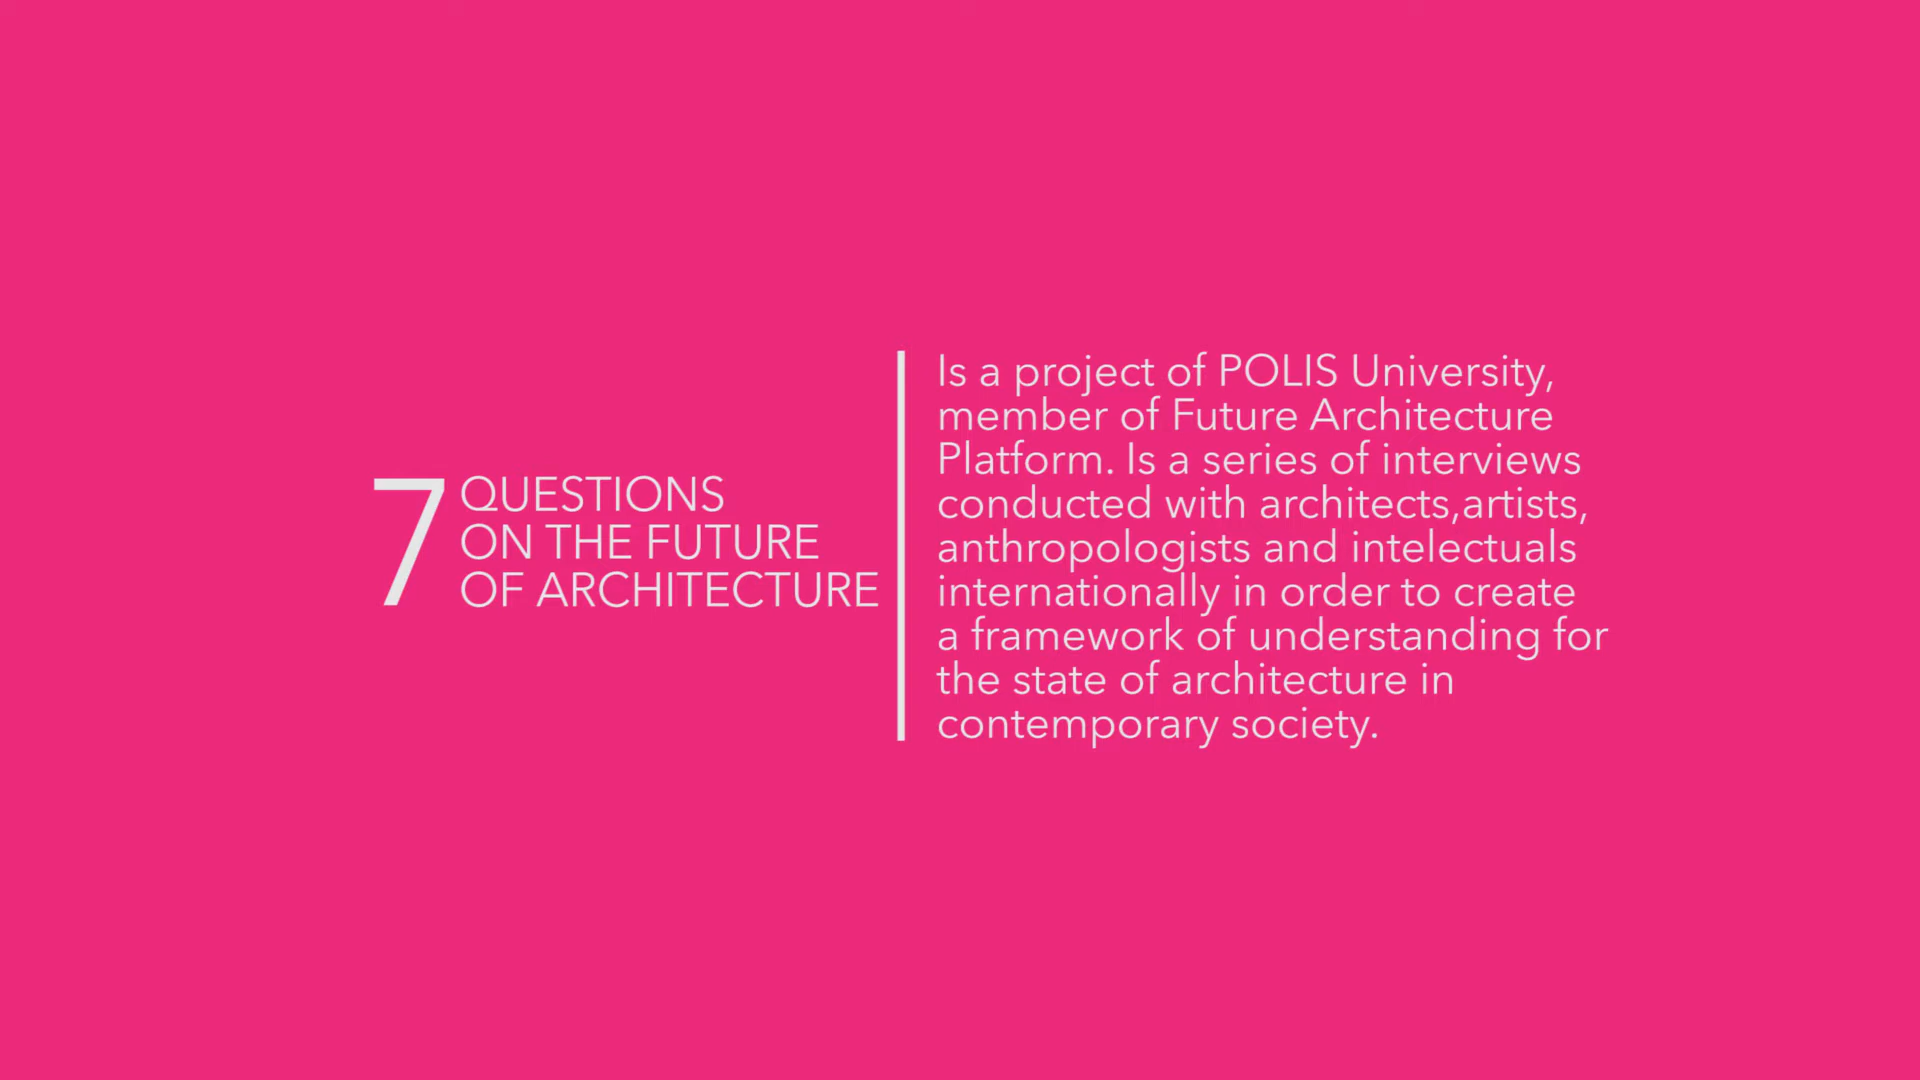 7
QUESTIONS
ON THE FUTURE
OF ARCHITECTURE
Is a project of POLIS University,
member of Future Architecture
Platform. Is a series of interviews
conducted with architects,artists,
anthropologists and intelectuals
internationally in order to create
a framework of understanding for
the state of architecture in
contemporary society.